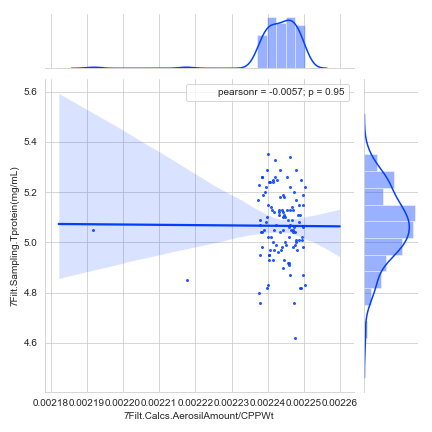 pearsonr = -0.0057; p = 0.95
5.6
5.4
5.2
5.0
4.8
4.6
7Filt.Sampling.Tprotein(mg/mL)
0.00218 0.00219 0.00220 0.00221 0.00222 0.00223 0.00224 0.00225 0.00226
7Filt.Calcs.AerosilAmount/CPPWt